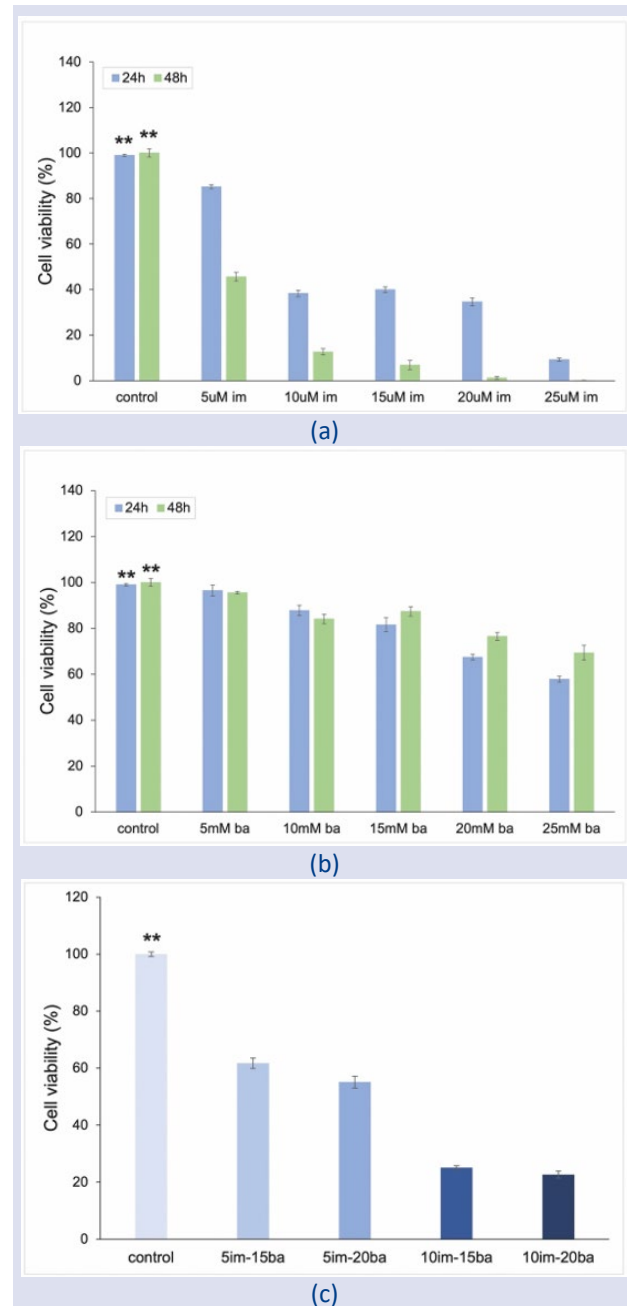 140
24h 48h
120
** **
100
80
60
40
20
0
Cell viability (%)
control 5uM im 10uM im 15uM im 20uM im 25uM im
(a)
140
24h 48h
120
** **
100
80
60
40
20
0
Cell viability (%)
control 5mM ba 10mM ba 15mM ba 20mM ba 25mM ba
(b)
120
**
100
80
60
40
20
0
Cell viability (%)
control 5im-15ba 5im-20ba 10im-15ba 10im-20ba
(c)